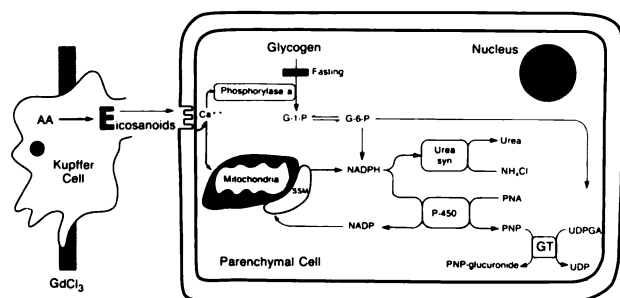 Glycogen
Nucleus
Fasting
Phosphorylase a
AA
Eicosanoids
Ca++
G-1-P
G-6-P
Kupffer
Cell
Mitochondria
SSM
NADPH
Urea
syn
Urea
NH4Cl
PNA
P-450
NADP
PNP
UDPGA
GT
Parenchymal Cell
PNP-glucuronide
UDP
GdCl3